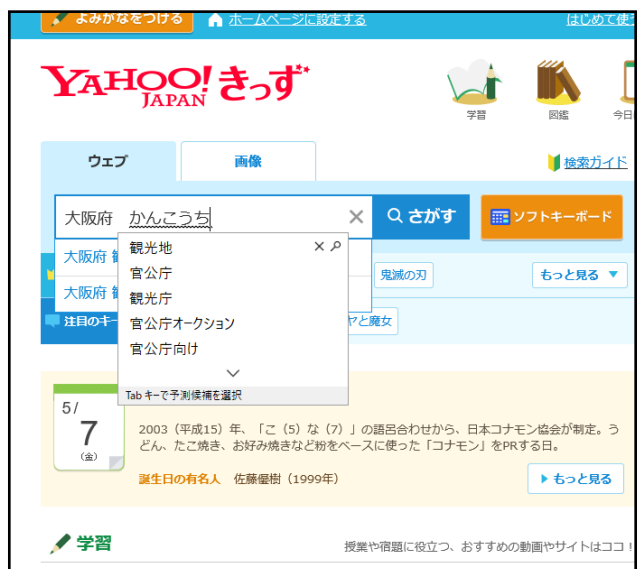 よみがなをつける
ホームページに設定する
はじめて使
YAHOO! きっず
JAPAN
学習
図鑑
今日
ウェブ
画像
検索ガイド
大阪府 かんこうち
さがす
ソフトキーボード
大阪府
大阪府
観光地
官公庁
観光庁
官公庁オークション
官公庁向け
Tab キーで予測候補を選択
鬼滅の刃
もっと見る
注目のキー
ヤと魔女
5/
7
(金)
2003(平成15)年、「こ(5)な(7)」の語呂合わせから、日本コナモン協会が制定。う
どん、たこ焼き、お好み焼きなど粉をベースに使った「コナモン」をPRする日。
誕生日の有名人 佐藤優樹(1999年)
もっと見る
学習
授業や宿題に役立つ、おすすめの動画やサイトはココ!